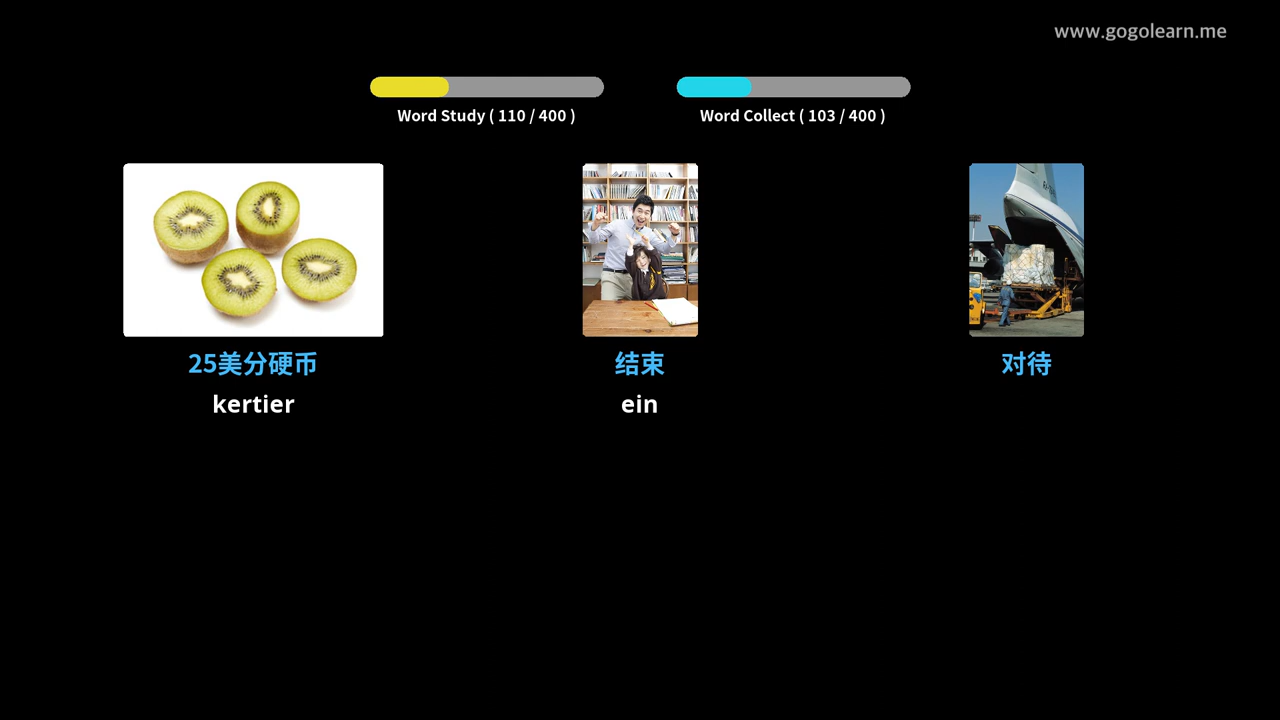 www.gogolearn.me
Word Study ( 110 / 400 )
Word Collect ( 103 / 400 )
25美分硬币
结束
对待
kertier
ein